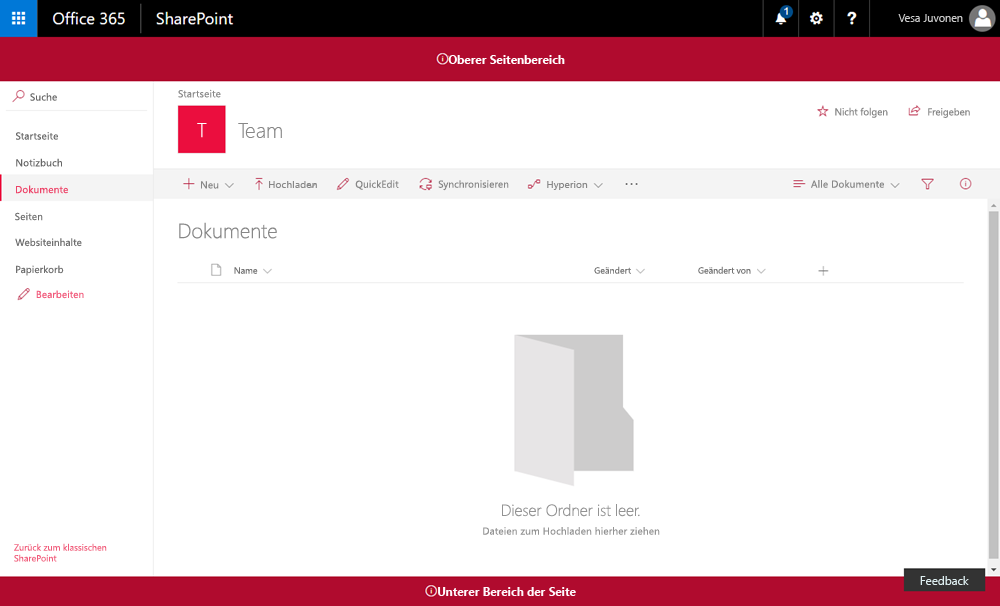 Office 365 SharePoint 1 ? Vesa Juvonen
Oberer Seitenbereich
Suche
Startseite
Notizbuch
Dokumente
Seiten
Websiteinhalte
Papierkorb
Bearbeiten
Zurück zum klassischen
SharePoint
Startseite
T Team
Nicht folgen Freigeben
Neu Hochladen QuickEdit Synchronisieren Hyperion ... Alle Dokumente
Dokumente
Name Geändert Geändert von
Dieser Ordner ist leer.
Dateien zum Hochladen hierher ziehen
Feedback
Unterer Bereich der Seite